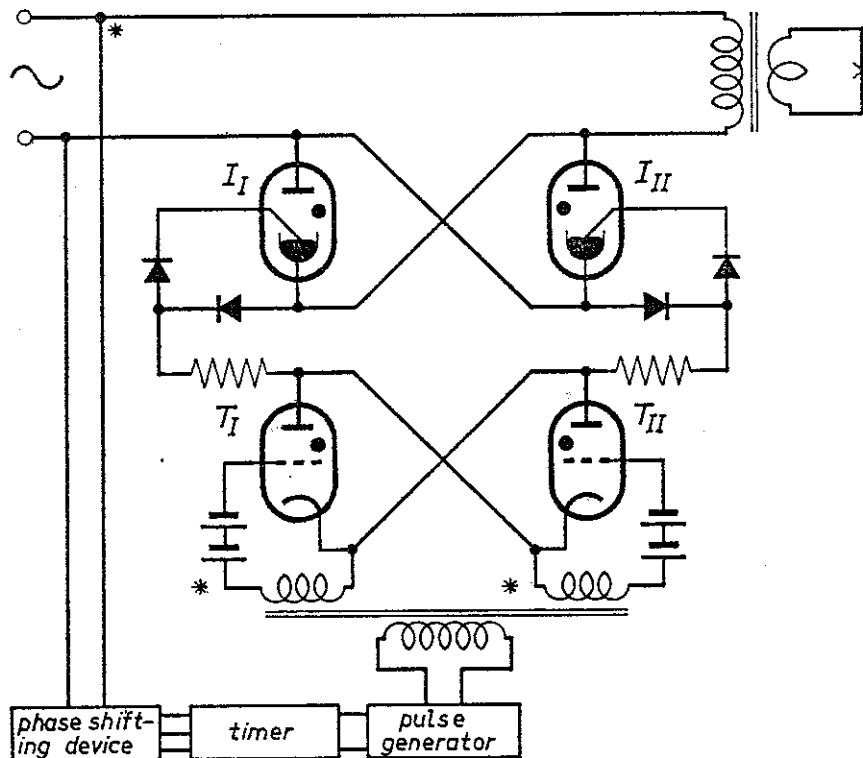 *
I_I
I_II
T_I
T_II
*
*
phase shift-
ing device
timer
pulse
generator